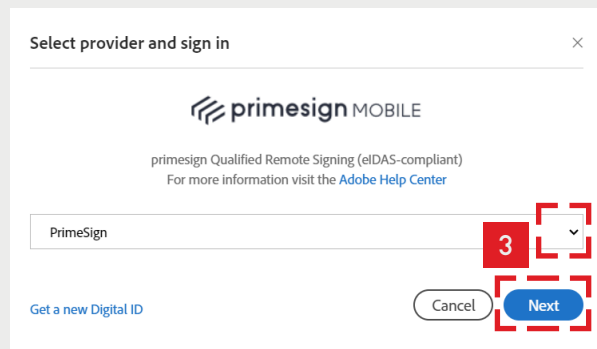 Select provider and sign in
primesign MOBILE
primesign Qualified Remote Signing (eIDAS-compliant)
For more information visit the Adobe Help Center
PrimeSign
3
Get a new Digital ID
Cancel
Next